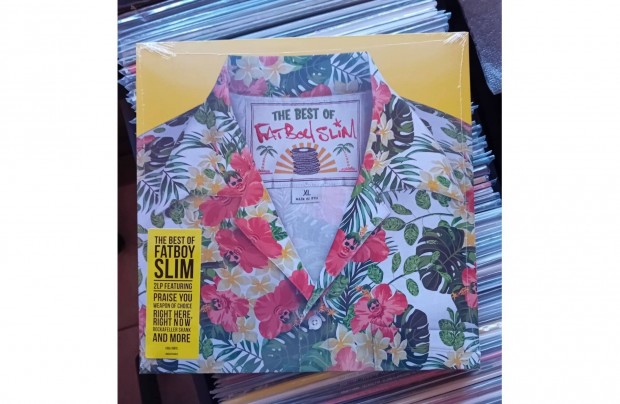 THE BEST OF
FATBOY SLIM
XL
THE BEST OF
FATBOY
SLIM
2LP FEATURING
PRAISE YOU
WEAPON OF CHOICE
RIGHT HERE,
RIGHT NOW
ROCKAFELLER SKANK
AND MORE